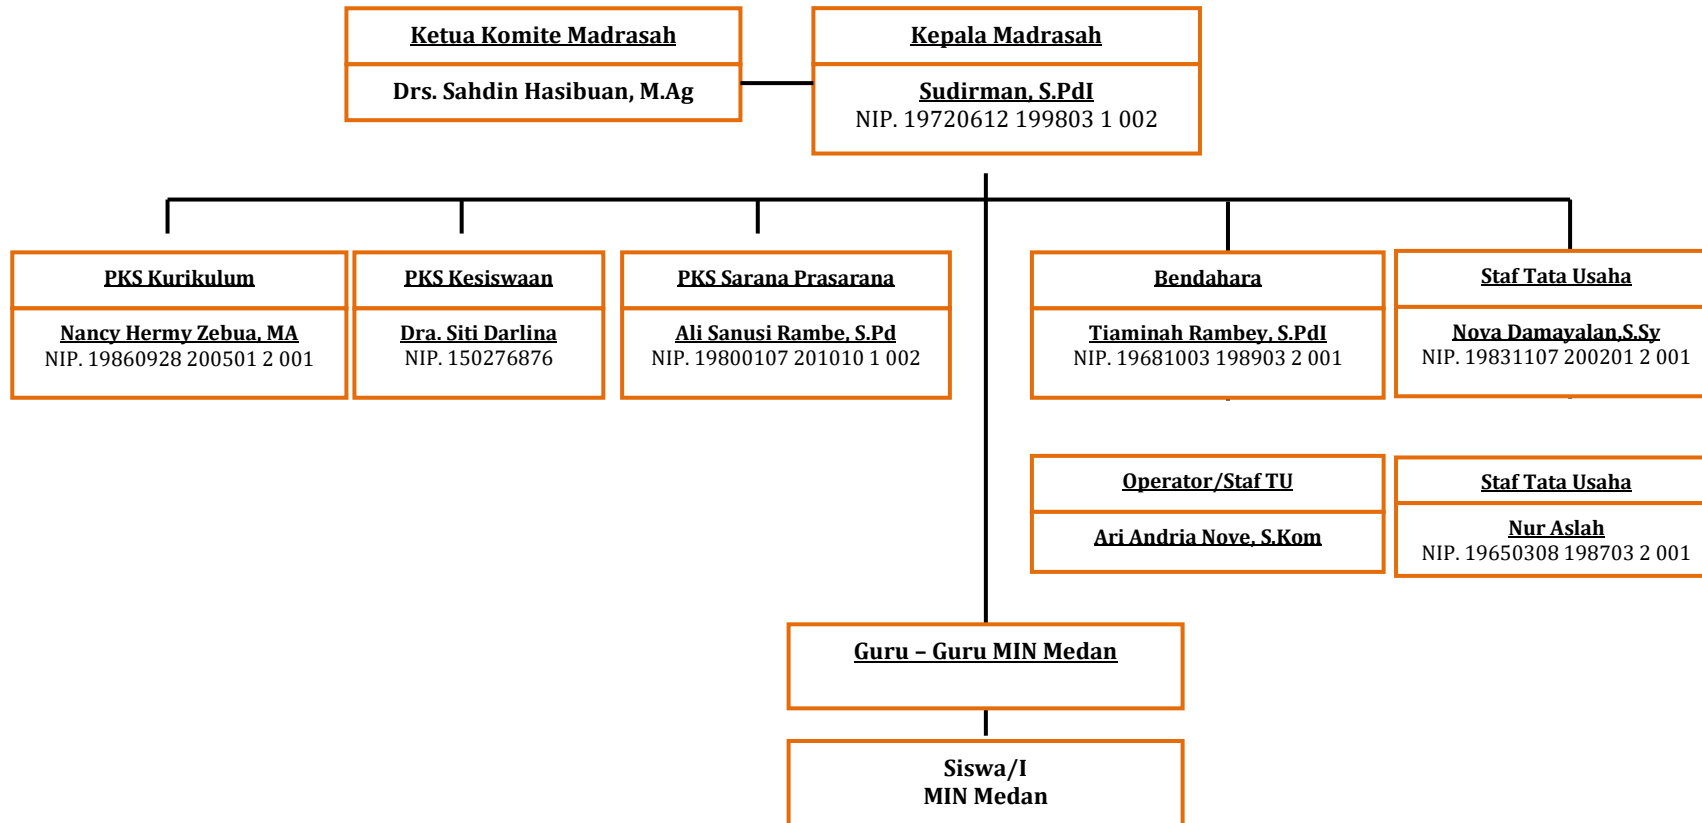 Ketua Komite Madrasah
Drs. Sahdin Hasibuan, M.Ag
Kepala Madrasah
Sudirman, S.PdI
NIP. 19720612 199803 1 002
PKS Kurikulum
Nancy Hermy Zebua, MA
NIP. 19860928 200501 2 001
PKS Kesiswaan
Dra. Siti Darlina
NIP. 150276876
PKS Sarana Prasarana
Ali Sanusi Rambe, S.Pd
NIP. 19800107 201010 1 002
Bendahara
Tiaminah Rambey, S.PdI
NIP. 19681003 198903 2 001
Staf Tata Usaha
Nova Damayalan,S.Sy
NIP. 19831107 200201 2 001
Operator/Staf TU
Ari Andria Nove, S.Kom
Staf Tata Usaha
Nur Aslah
NIP. 19650308 198703 2 001
Guru – Guru MIN Medan
Siswa/I
MIN Medan